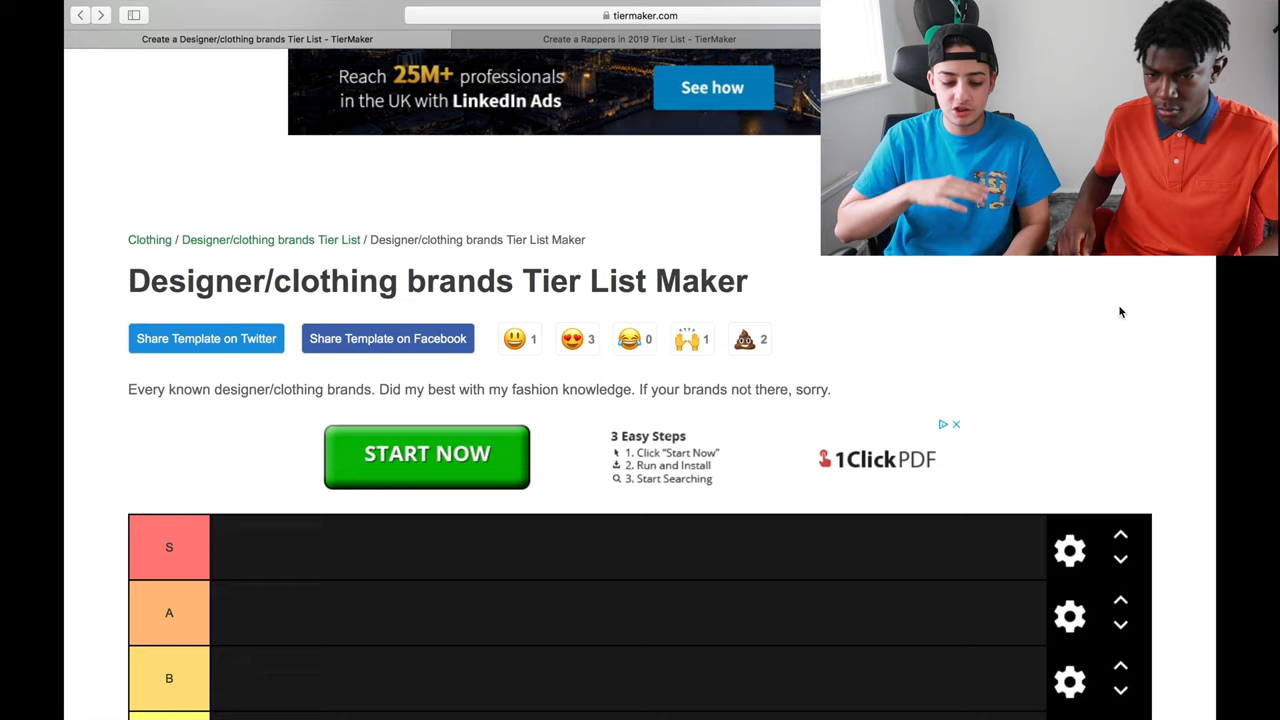 tiermaker.com
Create a Designer/clothing brands Tier List - TierMaker
Create a Rappers in 2019 Tier List - TierMaker
Reach 25M+ professionals
in the UK with LinkedIn Ads
See how
Clothing / Designer/clothing brands Tier List / Designer/clothing brands Tier List Maker
Designer/clothing brands Tier List Maker
Share Template on Twitter
Share Template on Facebook
1
3
0
1
2
Every known designer/clothing brands. Did my best with my fashion knowledge. If your brands not there, sorry.
START NOW
3 Easy Steps
1. Click "Start Now"
2. Run and Install
3. Start Searching
1ClickPDF
S
A
B